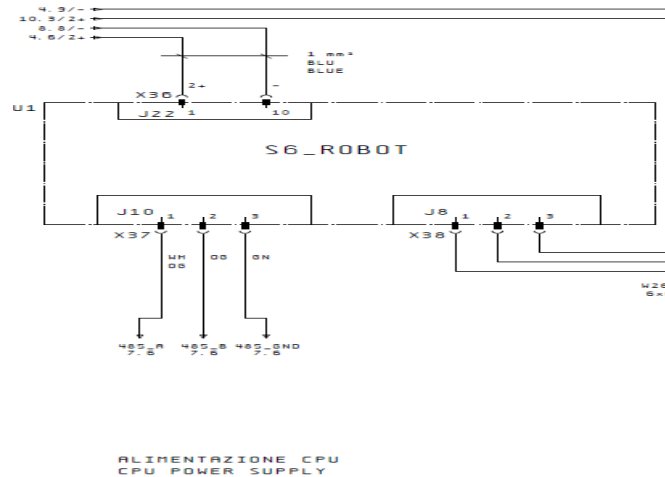 4.9/-
10.9/2+
8.8/-
4.6/2+
1 mm²
BLU
BLUE
X36 2+ -
U1
J22 1 10
S6_ROBOT
J10 1 2 3
J8 1 2 3
X37
X38
WH OG GN
OG
485_A 485_B 485_GND
7.6 7.6 7.6
ALIMENTAZIONE CPU
CPU POWER SUPPLY